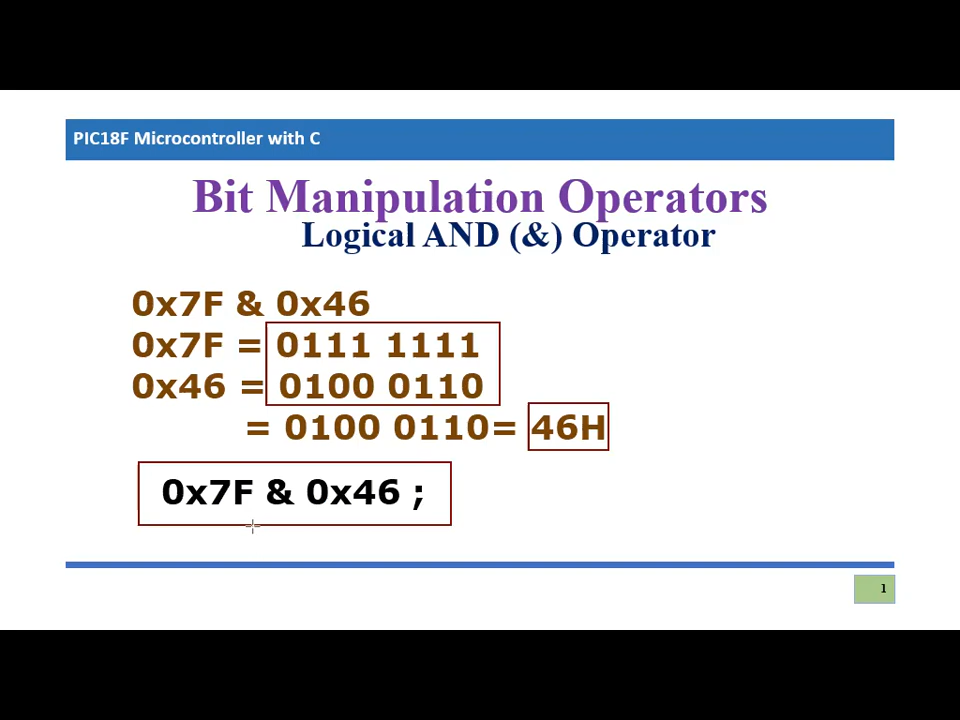 PIC18F Microcontroller with C
Bit Manipulation Operators
Logical AND (&) Operator
0x7F & 0x46
0x7F = 0111 1111
0x46 = 0100 0110
= 0100 0110= 46H
0x7F & 0x46 ;
1